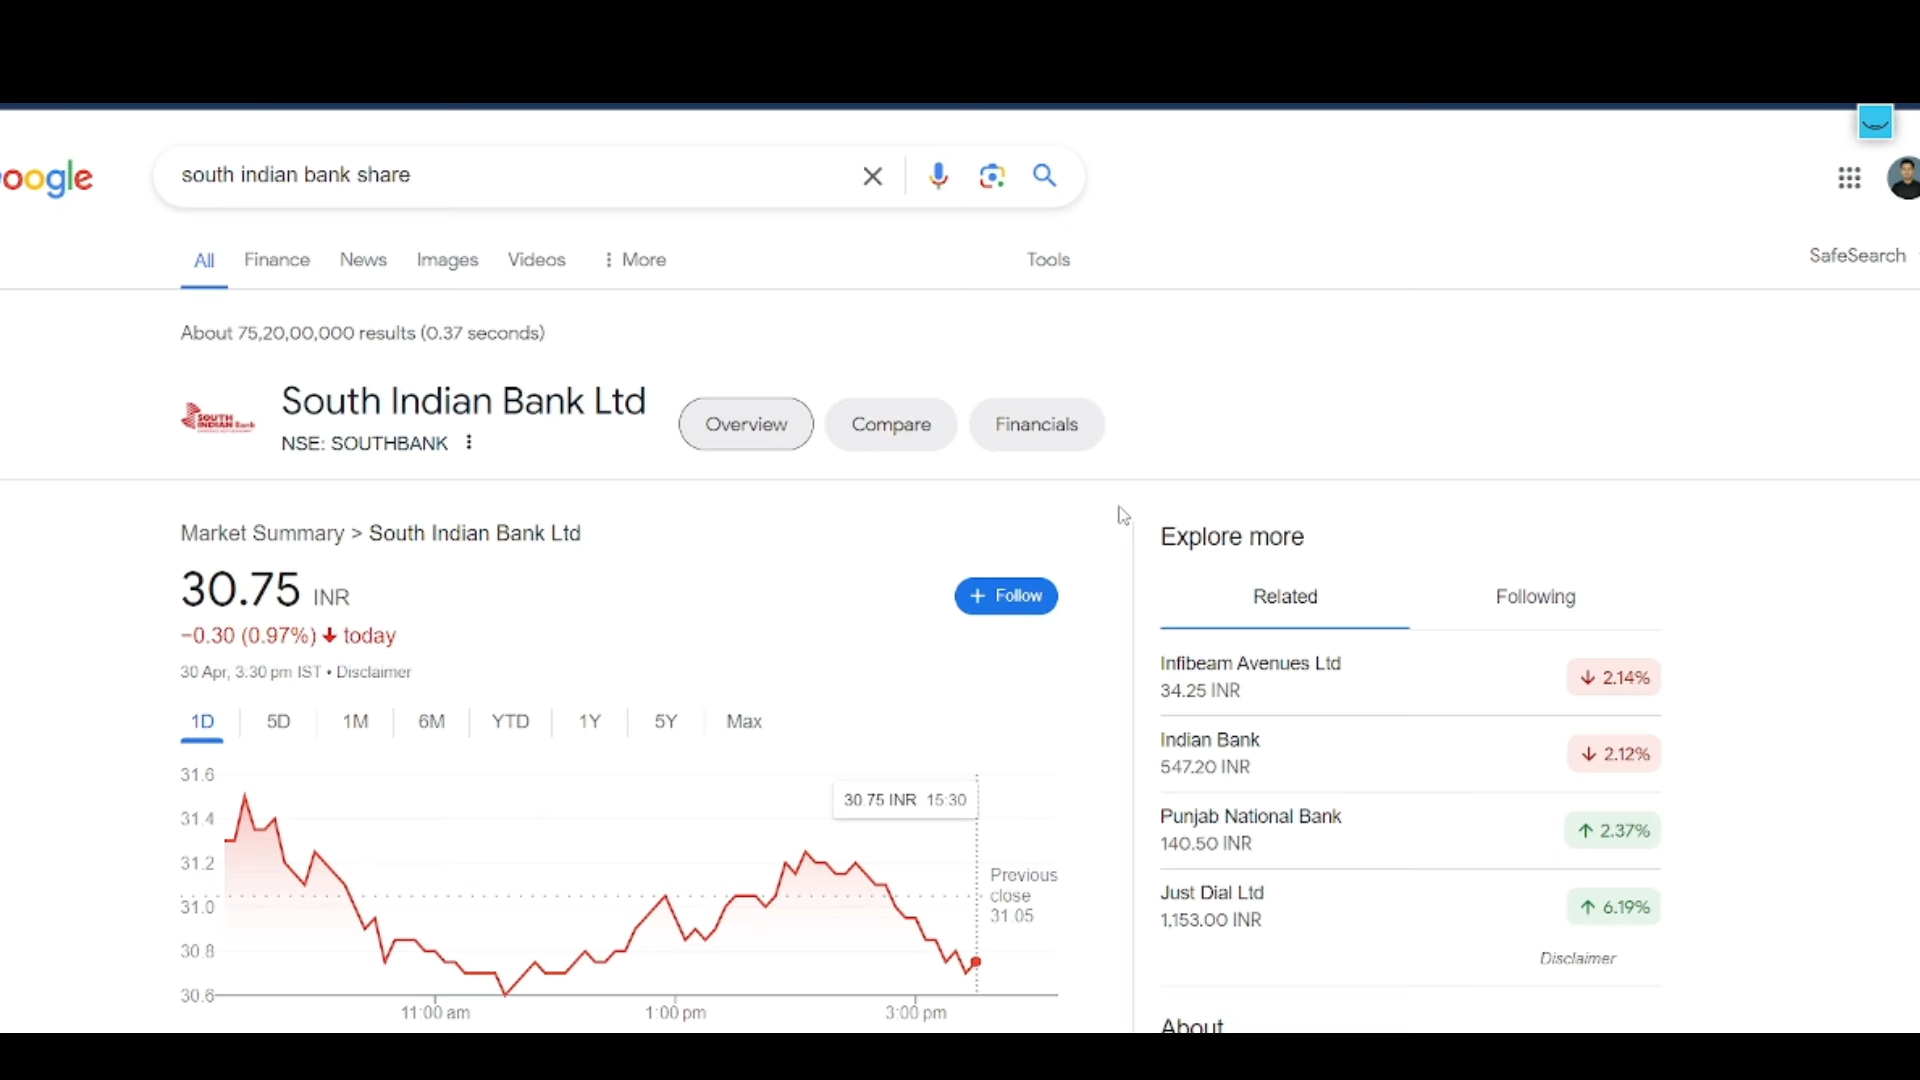 oogle
south indian bank share
All Finance News Images Videos More Tools
SafeSearch
About 75,20,00,000 results (0.37 seconds)
SOUTH
INDIAN Bank
South Indian Bank Ltd
NSE: SOUTHBANK
Overview Compare Financials
Market Summary > South Indian Bank Ltd
30.75 INR
+ Follow
−0.30 (0.97%) ↓ today
30 Apr, 3.30 pm IST • Disclaimer
1D 5D 1M 6M YTD 1Y 5Y Max
31.6
31.4
31.2
31.0
30.8
30.6
30.75 INR 15:30
Previous
close
31.05
11:00 am 1:00 pm 3:00 pm
Explore more
Related Following
Infibeam Avenues Ltd
34.25 INR
↓ 2.14%
Indian Bank
547.20 INR
↓ 2.12%
Punjab National Bank
140.50 INR
↑ 2.37%
Just Dial Ltd
1,153.00 INR
↑ 6.19%
Disclaimer
About